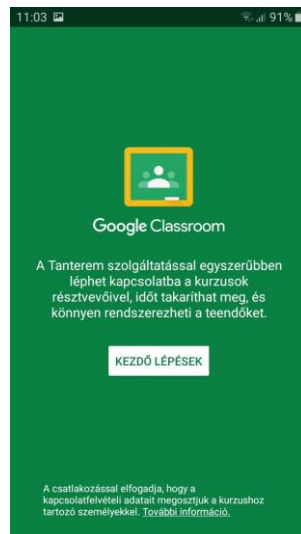 11:03 91%
Google Classroom
A Tanterem szolgáltatással egyszerűbben
léphet kapcsolatba a kurzusok
résztvevőivel, időt takaríthat meg, és
könnyen rendszerezheti a teendőket.
KEZDŐ LÉPÉSEK
A csatlakozással elfogadja, hogy a
kapcsolatfelvételi adatait megosztjuk a kurzushoz
tartozó személyekkel. További információ.